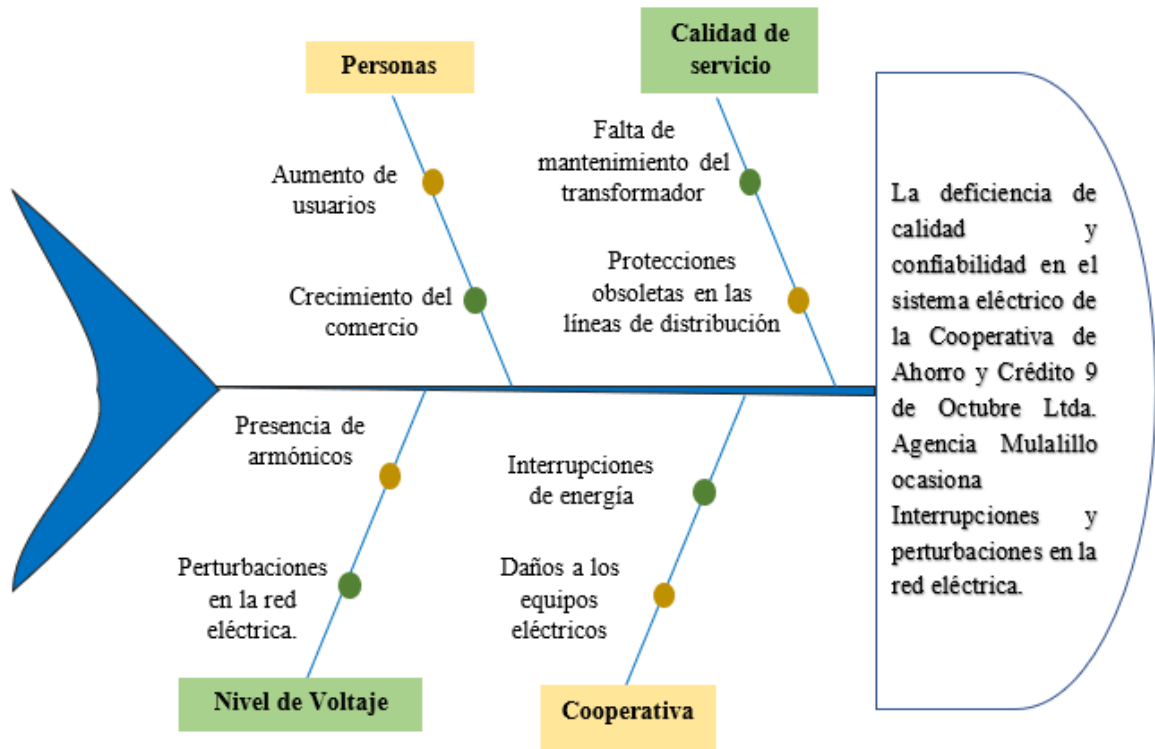 Personas
Calidad de
servicio
Aumento de
usuarios
Crecimiento del
comercio
Falta de
mantenimiento del
transformador
Protecciones
obsoletas en las
líneas de distribución
Presencia de
armónicos
Perturbaciones
en la red
eléctrica.
Nivel de Voltaje
Interrupciones
de energía
Daños a los
equipos
eléctricos
Cooperativa
La deficiencia de
calidad y
confiabilidad en el
sistema eléctrico de
la Cooperativa de
Ahorro y Crédito 9
de Octubre Ltda.
Agencia Mulalillo
ocasiona
Interrupciones y
perturbaciones en la
red eléctrica.